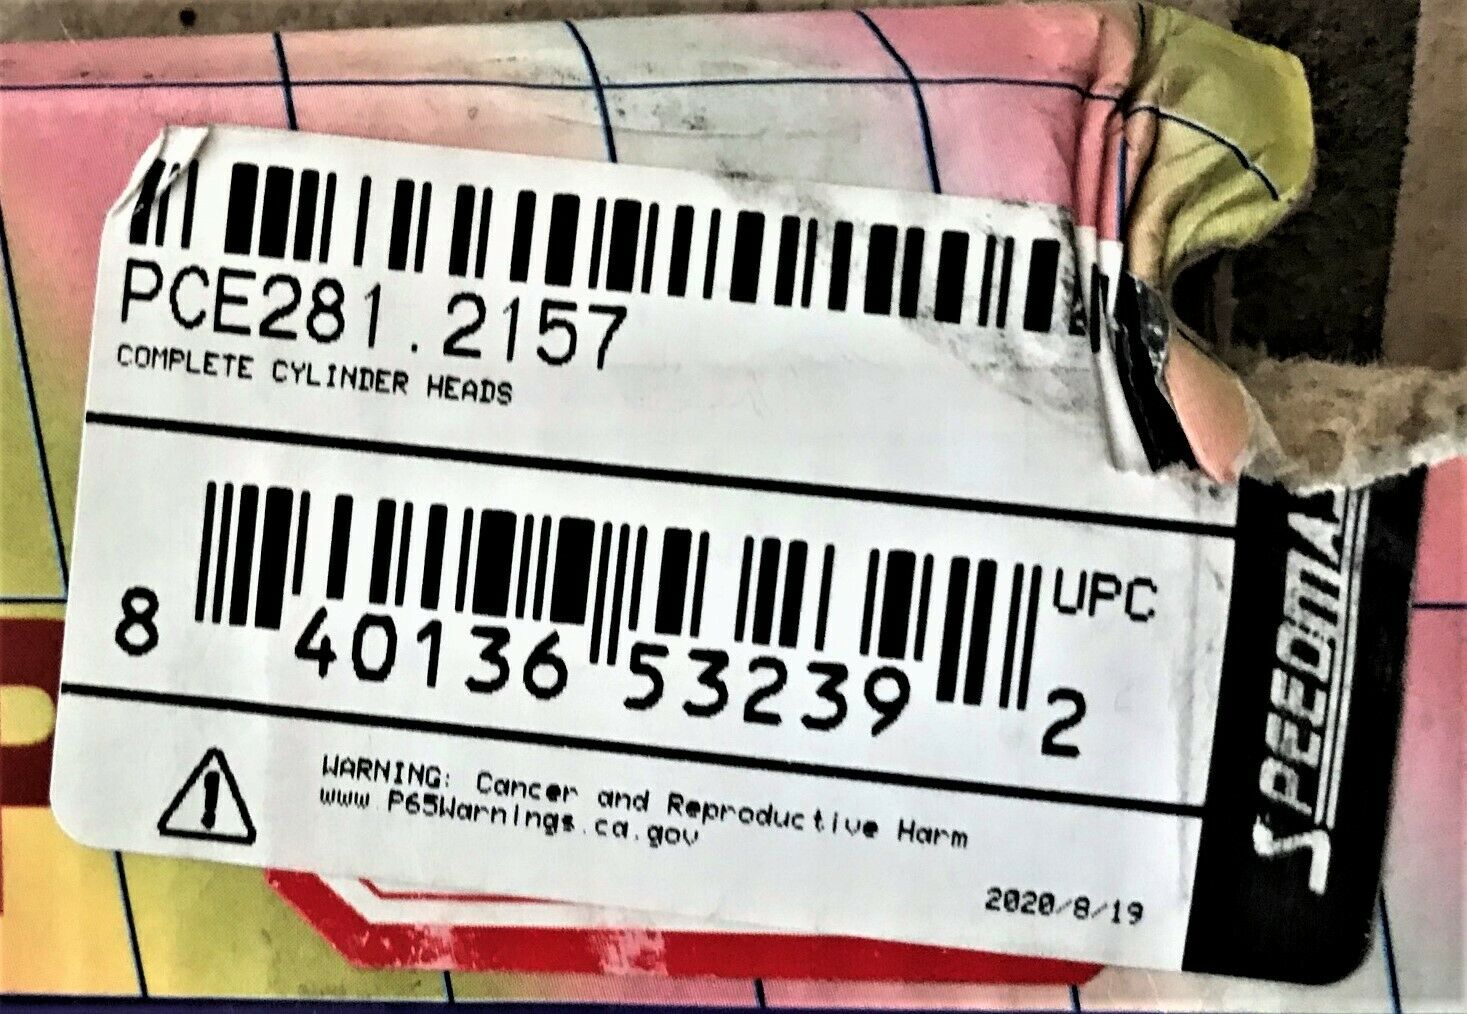 PCE281.2157
COMPLETE CYLINDER HEADS
UPC
8 40136 53239 2
WARNING: Cancer and Reproductive Harm
www.P65Warnings.ca.gov
2020/8/19